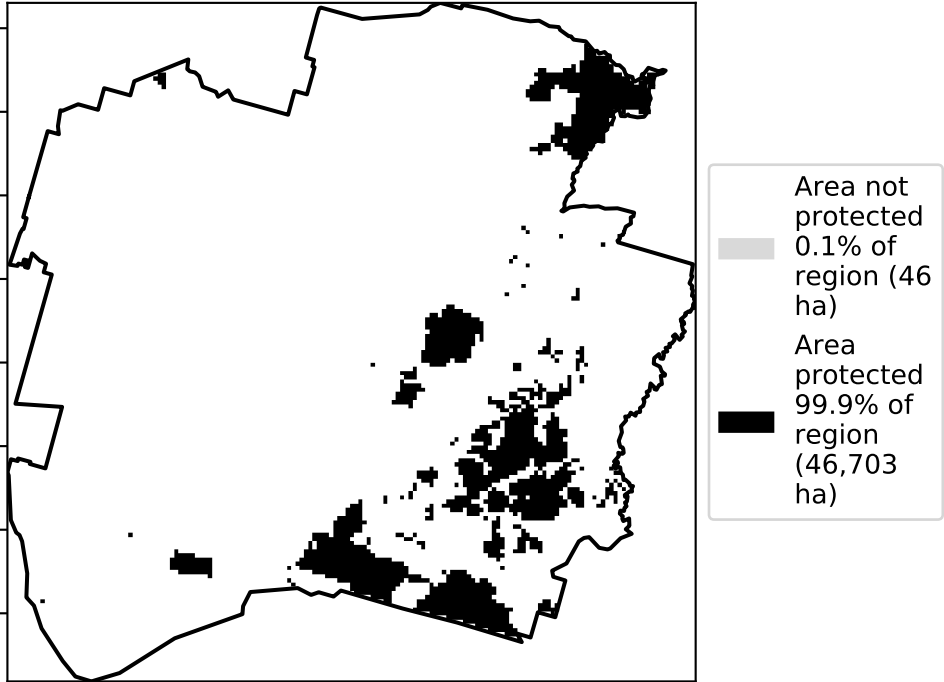 Area not
protected
0.1% of
region (46
ha)
Area
protected
99.9% of
region
(46,703
ha)